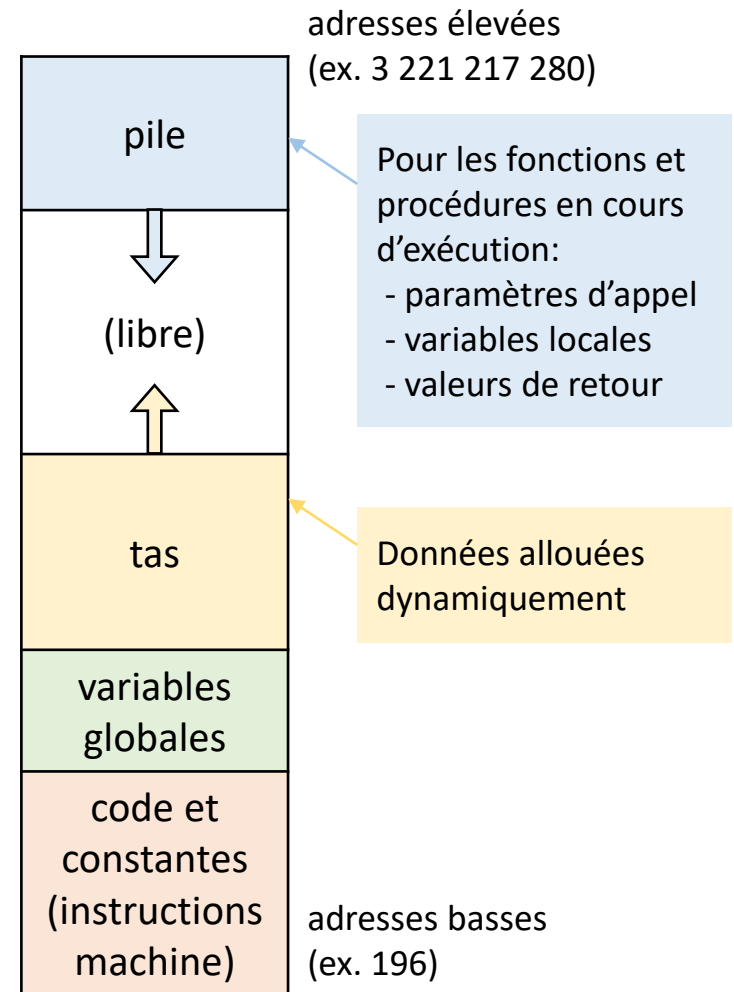 adresses élevées
(ex. 3 221 217 280)
pile
Pour les fonctions et
procédures en cours
d’exécution:
- paramètres d’appel
- variables locales
- valeurs de retour
(libre)
tas
Données allouées
dynamiquement
variables
globales
code et
constantes
(instructions
machine)
adresses basses
(ex. 196)